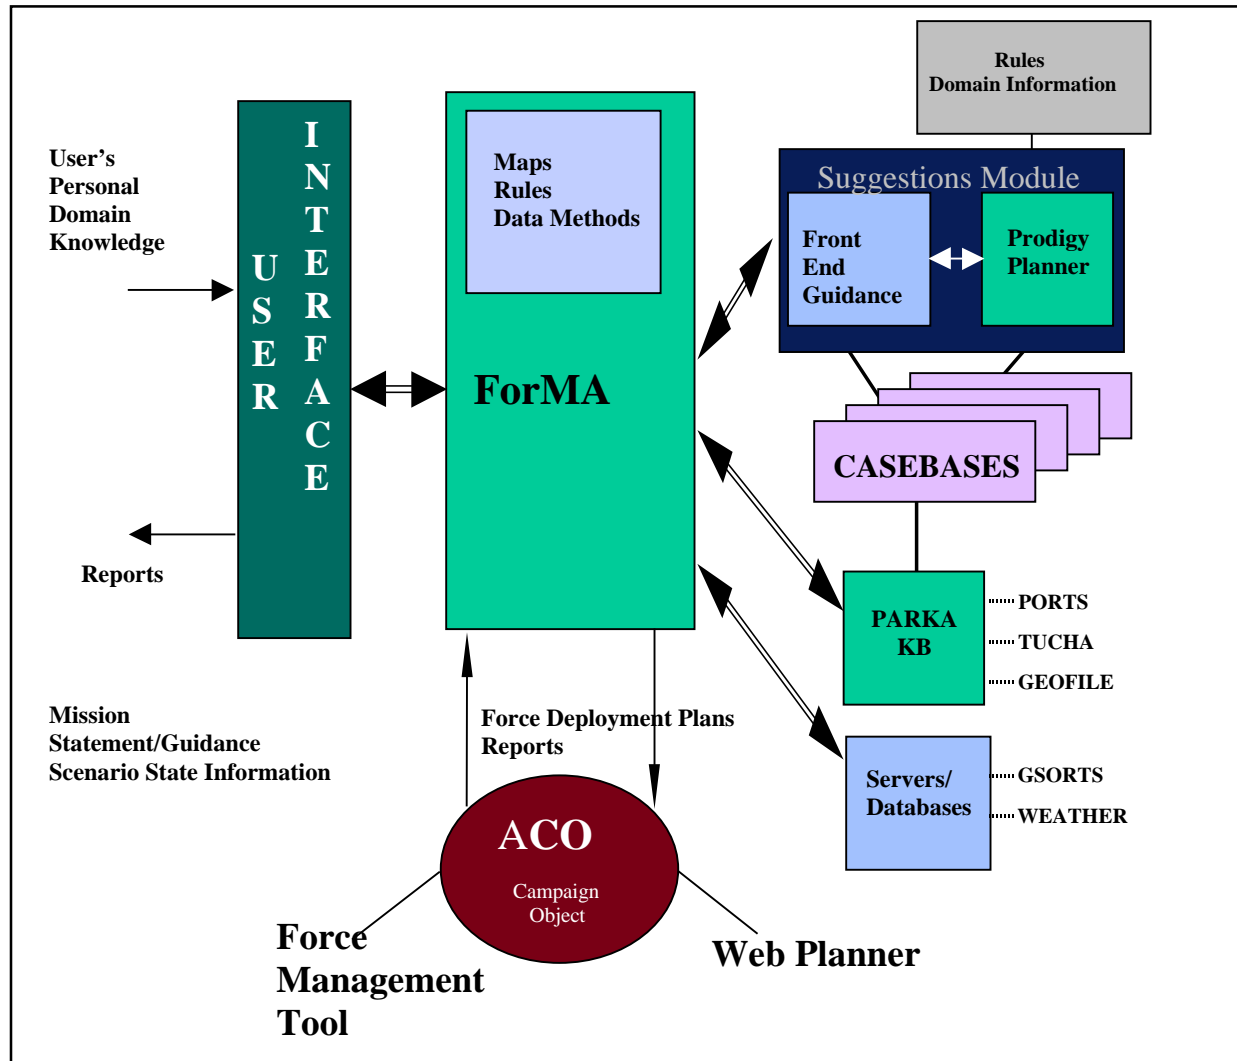 Rules
Domain Information
User's
Personal
Domain
Knowledge
USER
INTERFACE
Maps
Rules
Data Methods
ForMA
Suggestions Module
Front
End
Guidance
Prodigy
Planner
CASEBASES
Reports
PARKA
KB
PORTS
TUCHA
GEOFILE
Mission
Statement/Guidance
Scenario State Information
Force Deployment Plans
Reports
Servers/
Databases
GSORTS
WEATHER
ACO
Campaign
Object
Force
Management
Tool
Web Planner